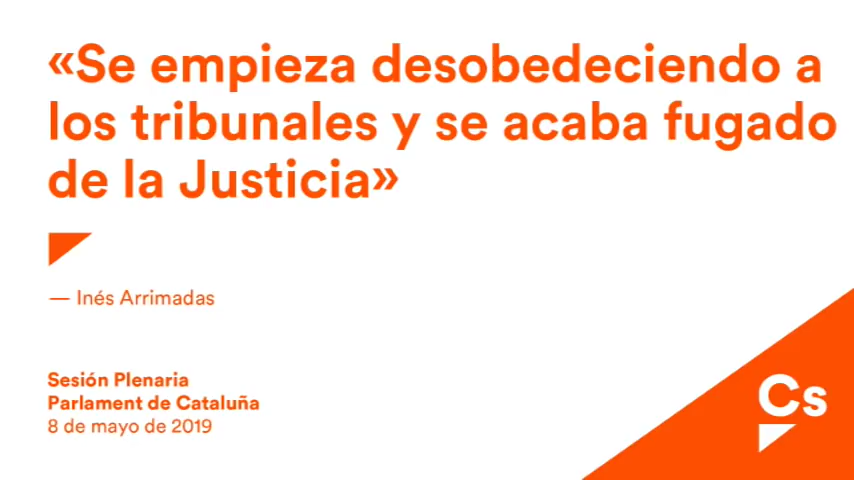 «Se empieza desobedeciendo a
los tribunales y se acaba fugado
de la Justicia»
— Inés Arrimadas
Sesión Plenaria
Parlament de Cataluña
8 de mayo de 2019
Cs